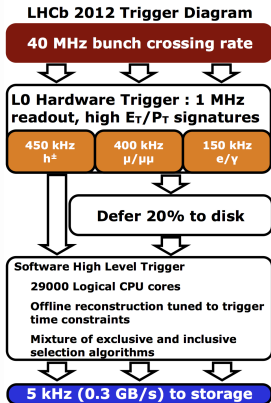 LHCb 2012 Trigger Diagram
40 MHz bunch crossing rate
L0 Hardware Trigger : 1 MHz
readout, high ET/PT signatures
450 kHz
h±
400 kHz
μ/μμ
150 kHz
e/γ
Defer 20% to disk
Software High Level Trigger
29000 Logical CPU cores
Offline reconstruction tuned to trigger
time constraints
Mixture of exclusive and inclusive
selection algorithms
5 kHz (0.3 GB/s) to storage